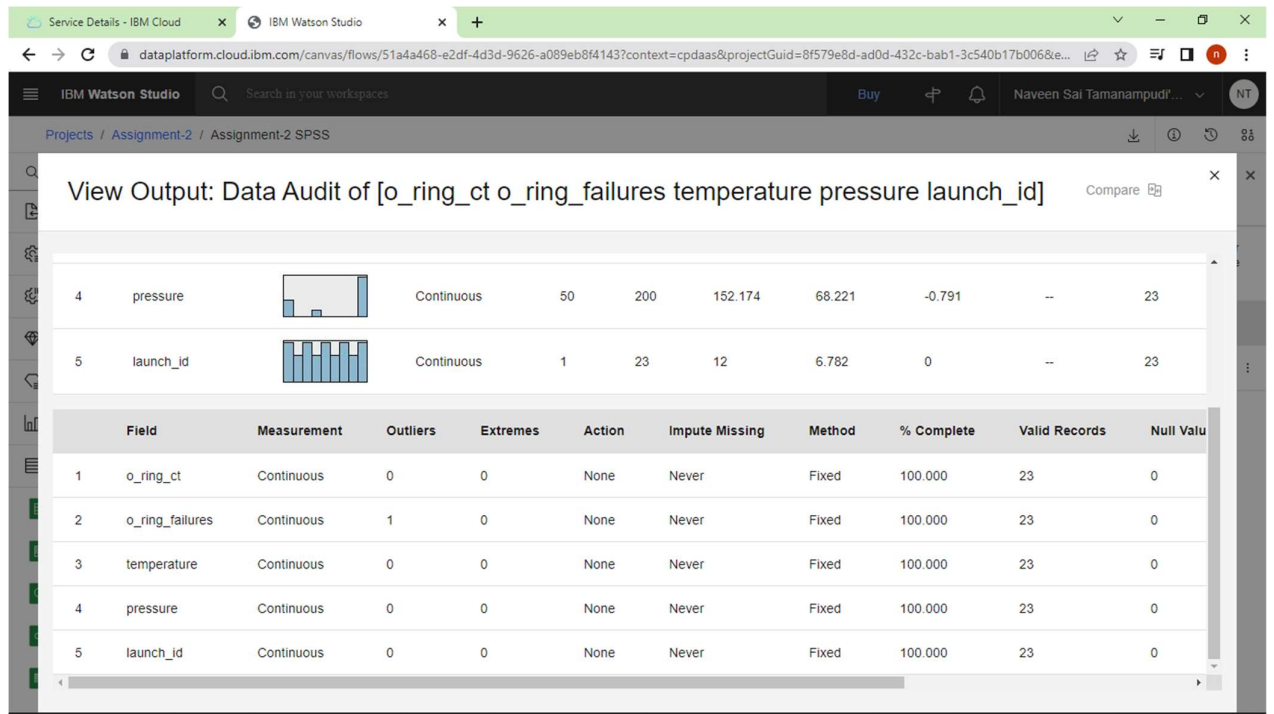 Service Details - IBM Cloud
IBM Watson Studio
dataplatform.cloud.ibm.com/canvas/flows/51a4a468-e2df-4d3d-9626-a089eb8f4143?context=cpdaas&projectGuid=8f579e8d-ad0d-432c-bab1-3c540b17b006&e...
n
IBM Watson Studio
Search in your workspaces
Buy
Naveen Sai Tamanampudi'...
NT
Projects / Assignment-2 / Assignment-2 SPSS
View Output: Data Audit of [o_ring_ct o_ring_failures temperature pressure launch_id]
Compare
4 pressure Continuous 50 200 152.174 68.221 -0.791 -- 23
5 launch_id Continuous 1 23 12 6.782 0 -- 23
Field Measurement Outliers Extremes Action Impute Missing Method % Complete Valid Records Null Valu
1 o_ring_ct Continuous 0 0 None Never Fixed 100.000 23 0
2 o_ring_failures Continuous 1 0 None Never Fixed 100.000 23 0
3 temperature Continuous 0 0 None Never Fixed 100.000 23 0
4 pressure Continuous 0 0 None Never Fixed 100.000 23 0
5 launch_id Continuous 0 0 None Never Fixed 100.000 23 0